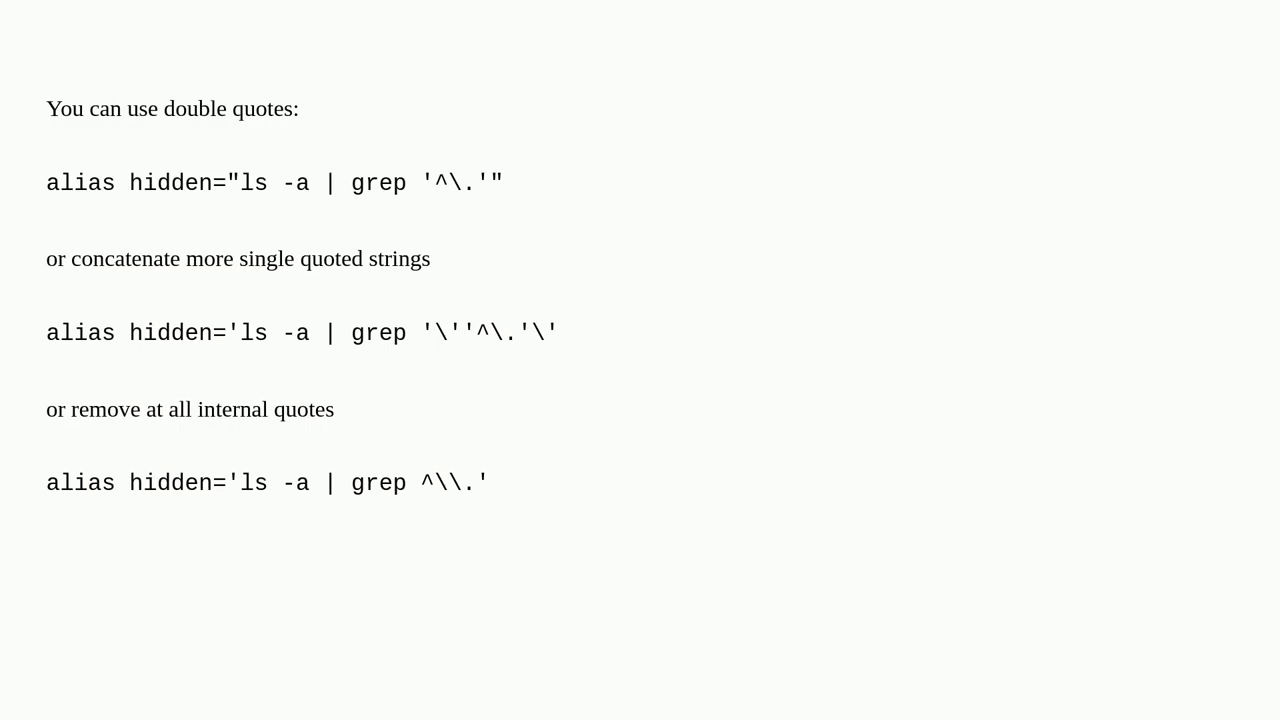 You can use double quotes:
alias hidden="ls -a | grep '^\.'"
or concatenate more single quoted strings
alias hidden='ls -a | grep '\''^\.'\'
or remove at all internal quotes
alias hidden='ls -a | grep ^\\.'